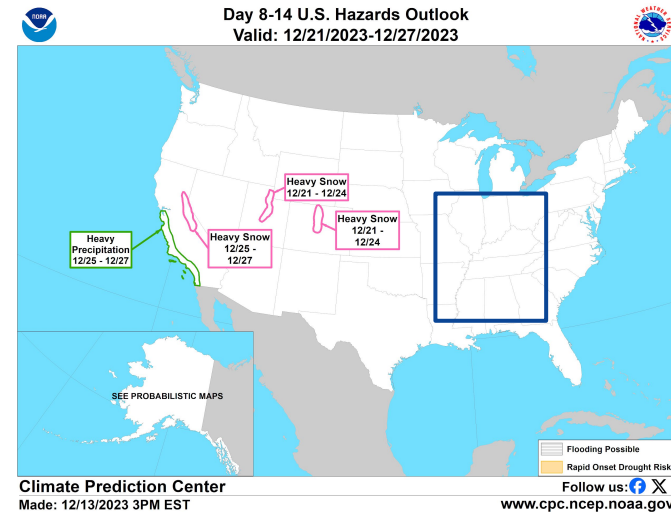 Day 8-14 U.S. Hazards Outlook
Valid: 12/21/2023-12/27/2023
NOAA
Heavy Snow
12/21 - 12/24
Heavy Snow
12/21 -
12/24
Heavy
Precipitation
12/25 - 12/27
Heavy Snow
12/25 -
12/27
SEE PROBABILISTIC MAPS
Flooding Possible
Rapid Onset Drought Risk
Climate Prediction Center
Follow us:
Made: 12/13/2023 3PM EST
www.cpc.ncep.noaa.gov